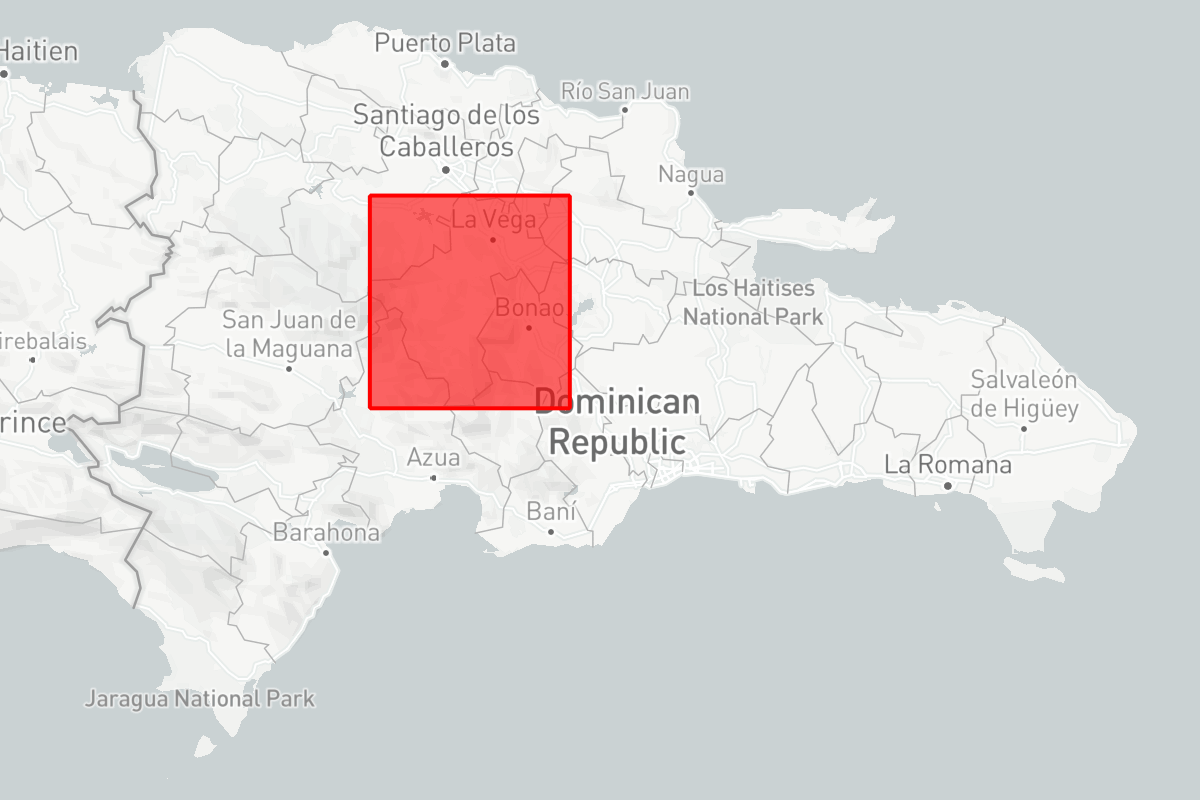 Haitien
Puerto Plata
Río San Juan
Santiago de los
Caballeros
Nagua
La Vega
Los Haitises
National Park
Bonao
San Juan de
la Maguana
irebalais
Salvaleón
de Higüey
Dominican
Republic
rince
Azua
La Romana
Baní
Barahona
Jaragua National Park